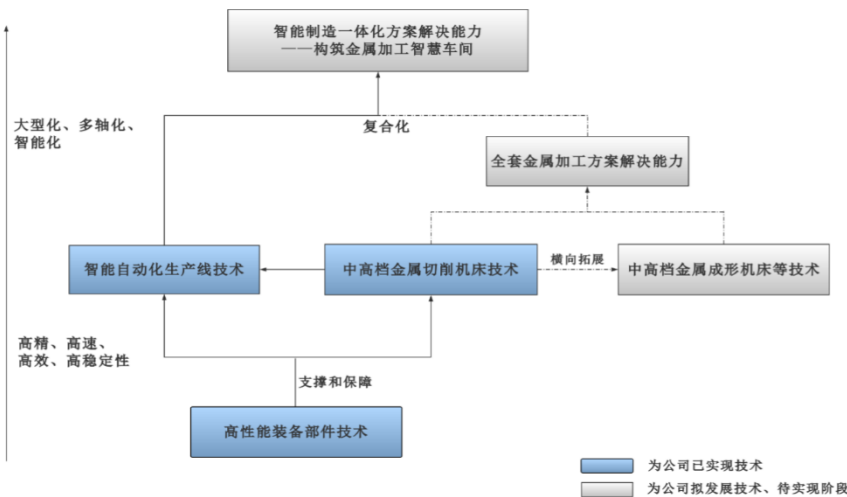 智能制造一体化方案解决能力
——构筑金属加工智慧车间
大型化、多轴化、
智能化
复合化
全套金属加工方案解决能力
智能自动化生产线技术
中高档金属切削机床技术
横向拓展
中高档金属成形机床等技术
高精、高速、
高效、高稳定性
支撑和保障
高性能装备部件技术
为公司已实现技术
为公司拟发展技术、待实现阶段